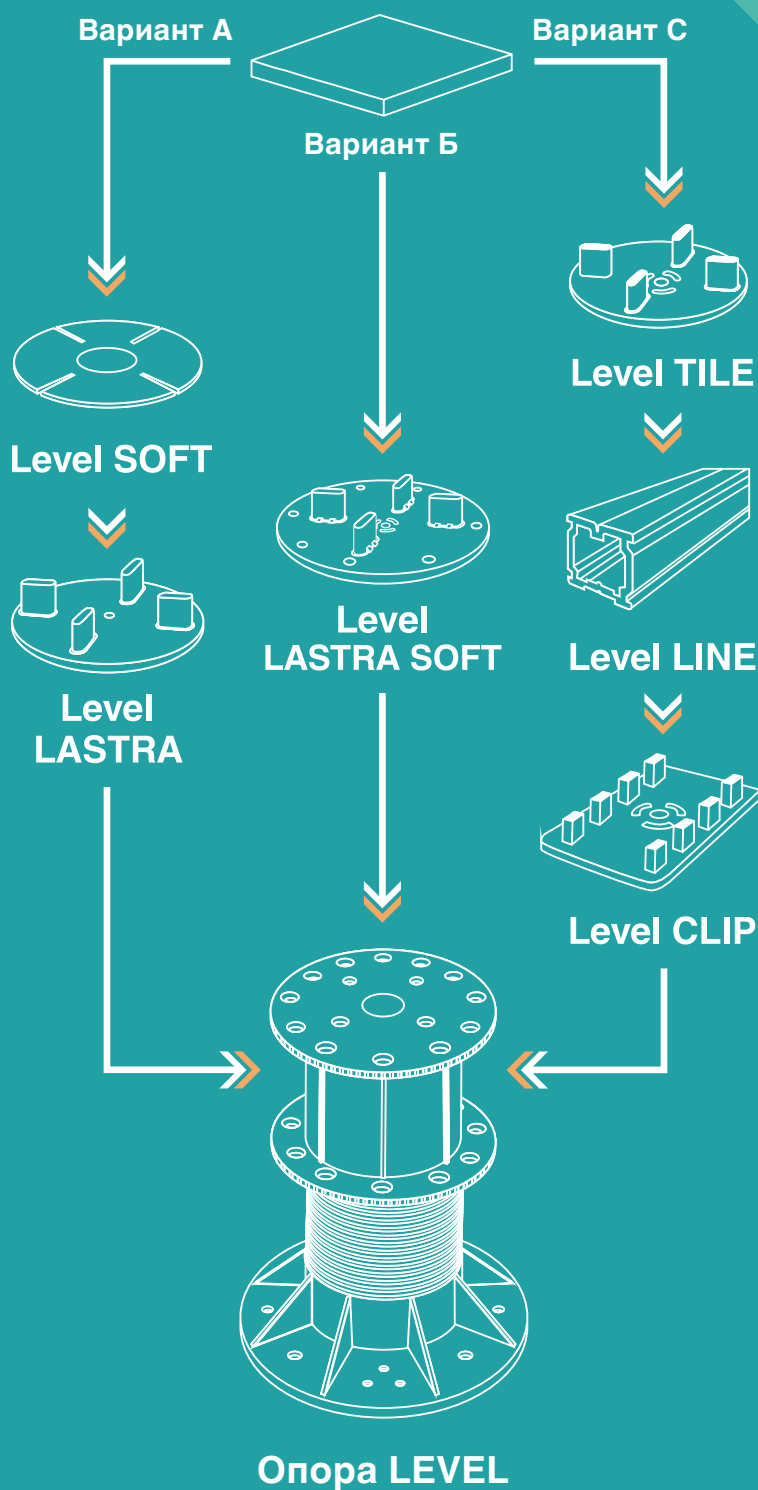 Вариант А
Вариант С
Вариант Б
Level TILE
Level SOFT
Level
LASTRA SOFT
Level LINE
Level
LASTRA
Level CLIP
Опора LEVEL